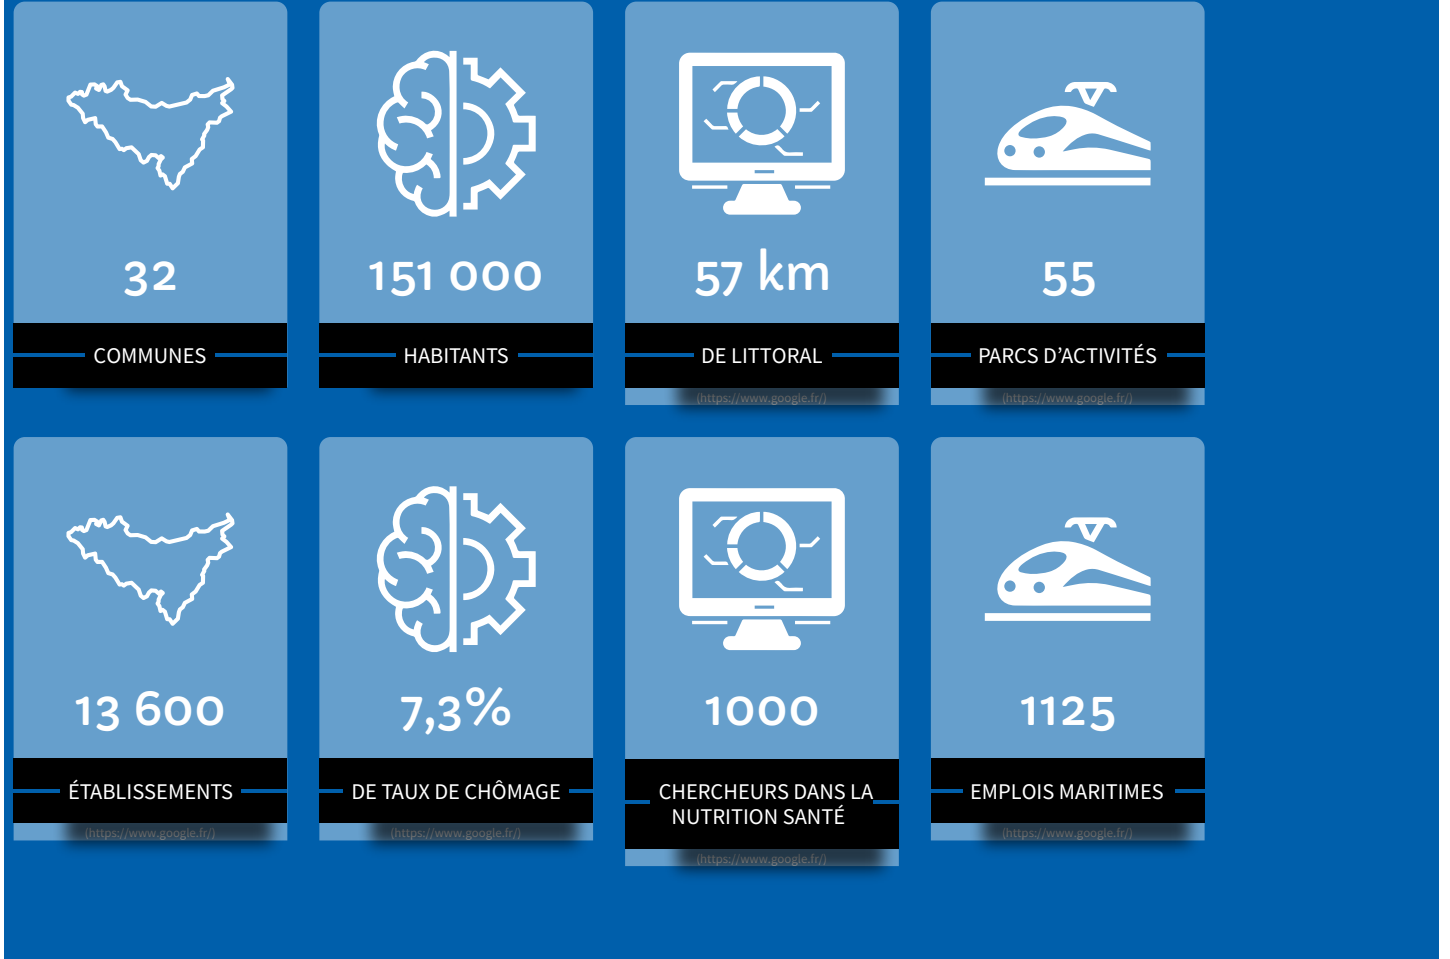 32
COMMUNES
151 000
HABITANTS
57 km
DE LITTORAL
(https://www.google.fr/)
55
PARCS D’ACTIVITÉS
(https://www.google.fr/)
13 600
ÉTABLISSEMENTS
(https://www.google.fr/)
7,3%
DE TAUX DE CHÔMAGE
(https://www.google.fr/)
1000
CHERCHEURS DANS LA
NUTRITION SANTÉ
(https://www.google.fr/)
1125
EMPLOIS MARITIMES
(https://www.google.fr/)